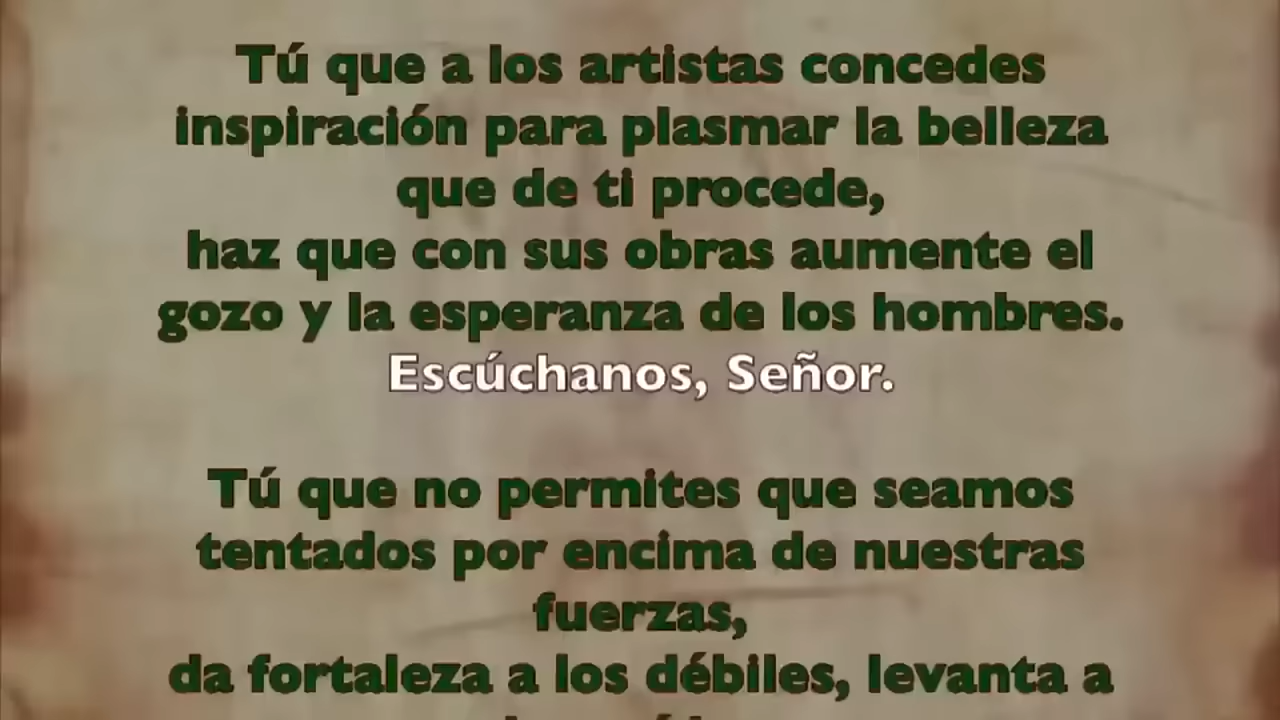 Tú que a los artistas concedes
inspiración para plasmar la belleza
que de ti procede,
haz que con sus obras aumente el
gozo y la esperanza de los hombres.
Escúchanos, Señor.
Tú que no permites que seamos
tentados por encima de nuestras
fuerzas,
da fortaleza a los débiles, levanta a